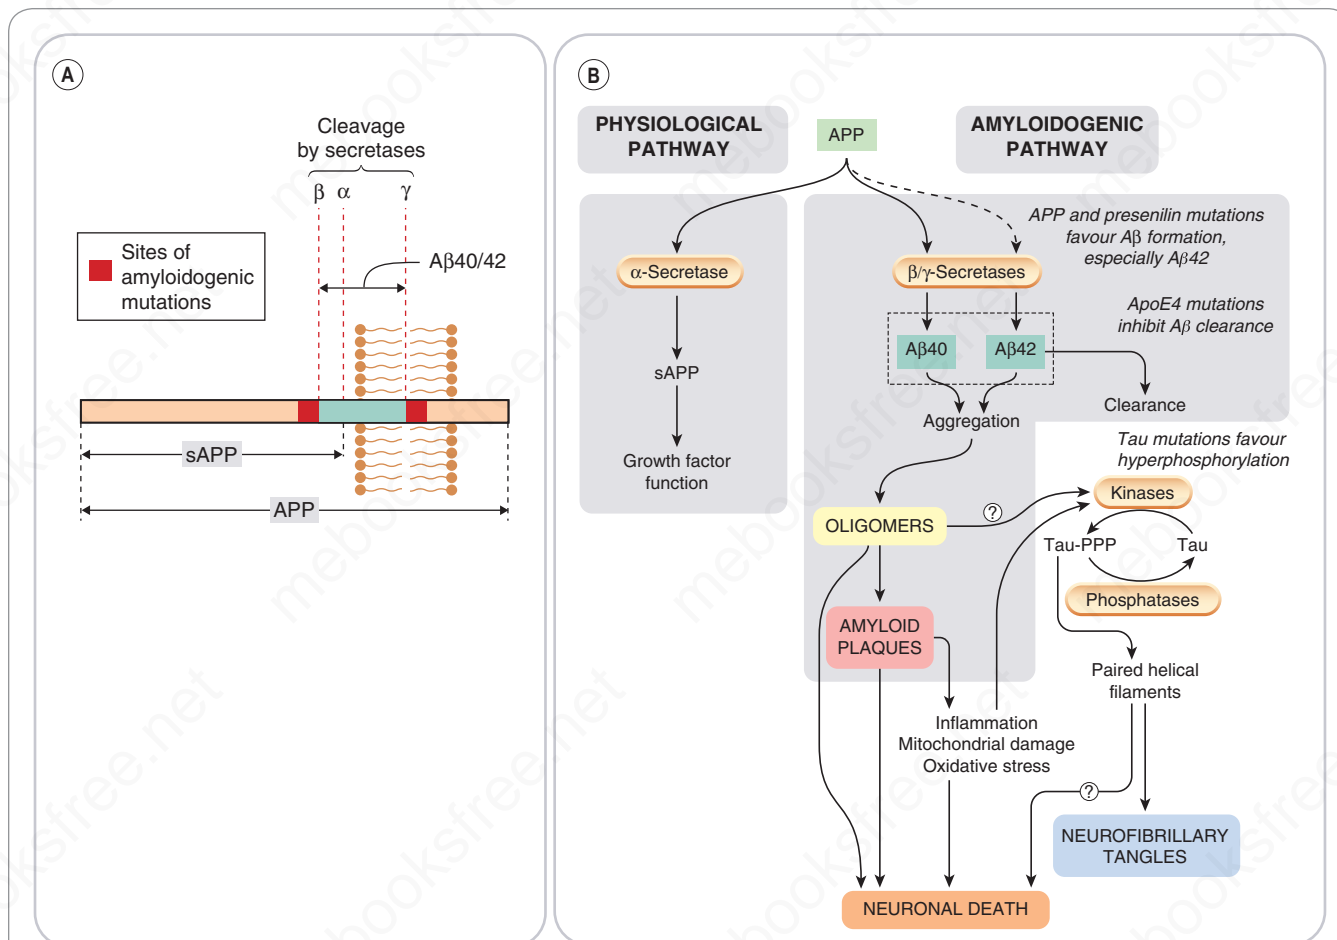 A
Cleavage
by secretases
β α γ
Sites of
amyloidogenic
mutations
Aβ40/42
sAPP
APP
B
PHYSIOLOGICAL
PATHWAY
APP
AMYLOIDOGENIC
PATHWAY
APP and presenilin mutations
favour Aβ formation,
especially Aβ42
α-Secretase
β/γ-Secretases
ApoE4 mutations
inhibit Aβ clearance
Aβ40
Aβ42
sAPP
Clearance
Aggregation
Growth factor
function
Tau mutations favour
hyperphosphorylation
Kinases
?
OLIGOMERS
Tau-PPP
Tau
Phosphatases
AMYLOID
PLAQUES
Paired helical
filaments
Inflammation
Mitochondrial damage
Oxidative stress
?
NEUROFIBRILLARY
TANGLES
NEURONAL DEATH
mebooksfree.net